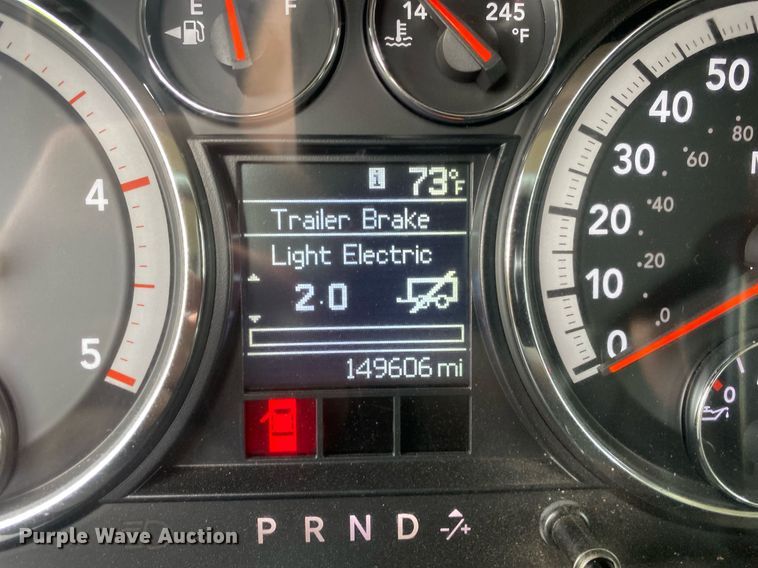 E F
14 245
°F
50
40
80
30
60
20
40
10
20
0
0
4
5
i 73°F
Trailer Brake
Light Electric
2.0
149606 mi
0
P R N D -/+
Purple Wave Auction